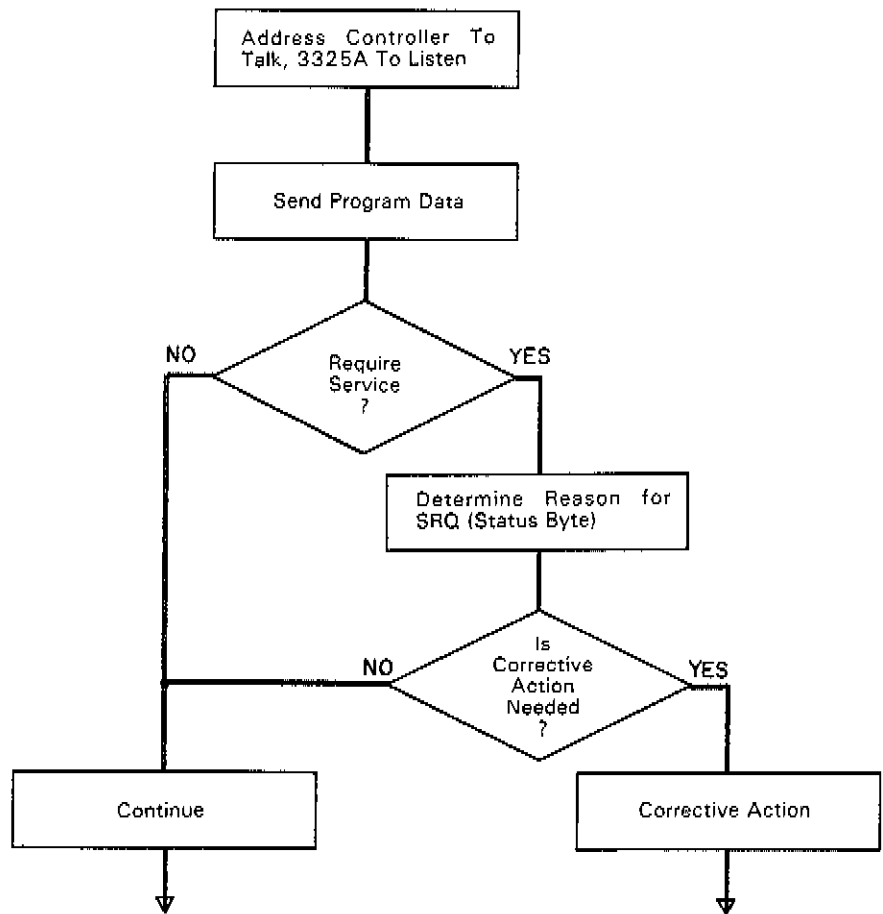 Address Controller To
Talk, 3325A To Listen
Send Program Data
NO
YES
Require
Service
?
Determine Reason for
SRQ (Status Byte)
NO
YES
Is
Corrective
Action
Needed
?
Continue
Corrective Action